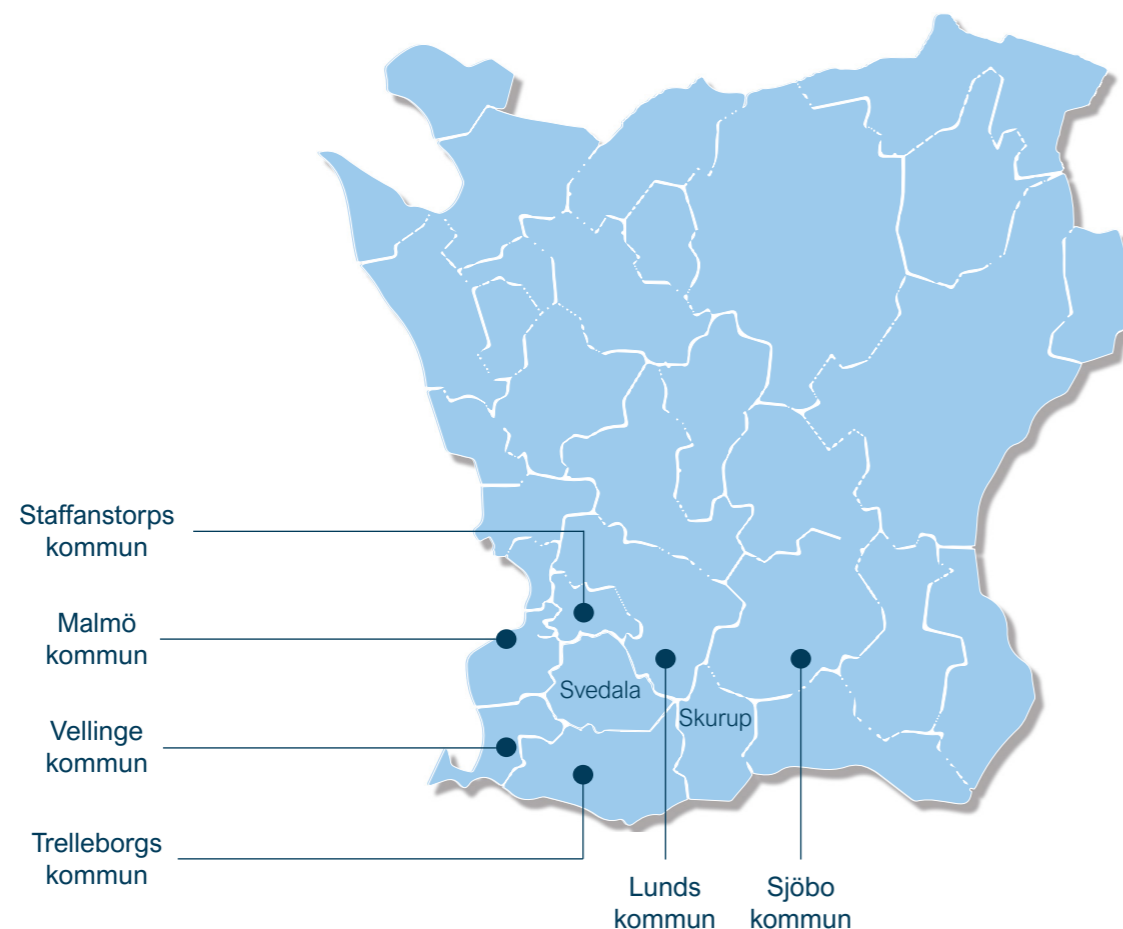 Staffanstorps
kommun
Malmö
kommun
Svedala
Skurup
Vellinge
kommun
Trelleborgs
kommun
Lunds
kommun
Sjöbo
kommun